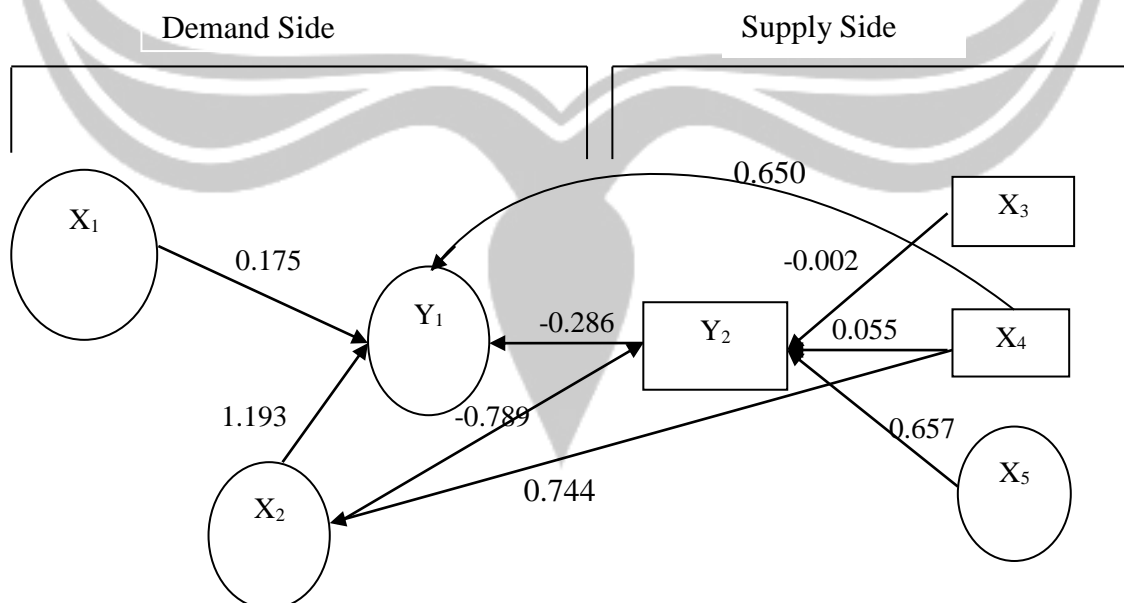 Demand Side
Supply Side
0.650
X₁
X₃
0.175
-0.002
Y₁
-0.286
Y₂
0.055
X₄
1.193
-0.789
0.657
X₂
0.744
X₅